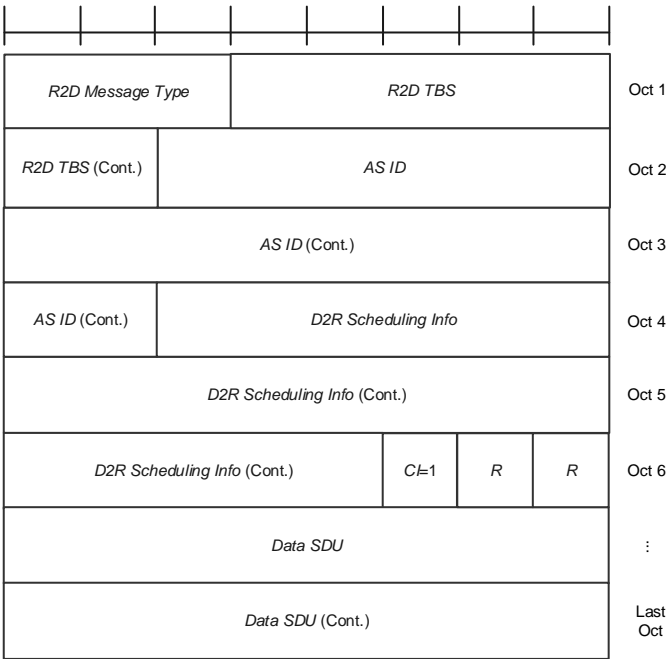 R2D Message Type R2D TBS Oct 1
R2D TBS (Cont.) AS ID Oct 2
AS ID (Cont.) Oct 3
AS ID (Cont.) D2R Scheduling Info Oct 4
D2R Scheduling Info (Cont.) Oct 5
D2R Scheduling Info (Cont.) CI=1 R R Oct 6
Data SDU ...
Data SDU (Cont.) Last
Oct